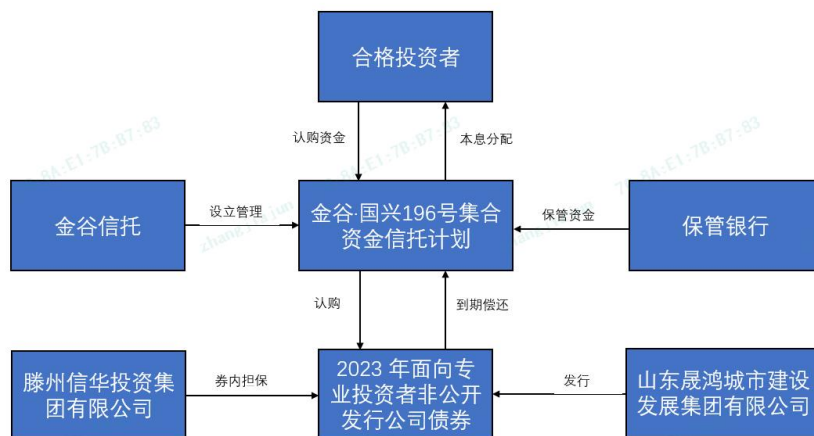 合格投资者
认购资金
本息分配
金谷信托
设立管理
金谷·国兴196号集合
资金信托计划
保管资金
保管银行
认购
到期偿还
滕州信华投资集
团有限公司
券内担保
2023 年面向专
业投资者非公开
发行公司债券
发行
山东晟鸿城市建设
发展集团有限公司